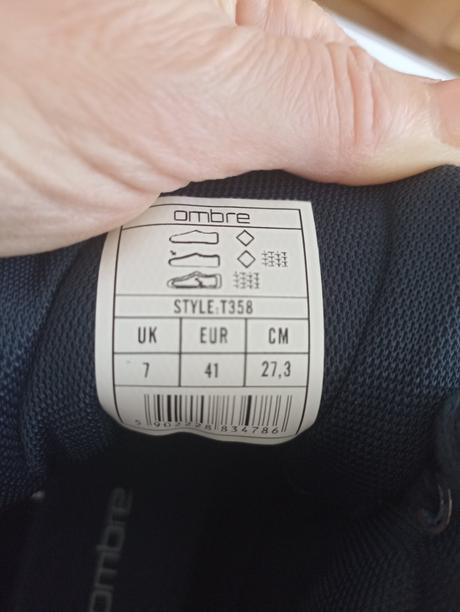 ombre
STYLE:T358
UK EUR CM
7 41 27,3
5 902228 834786
ombre